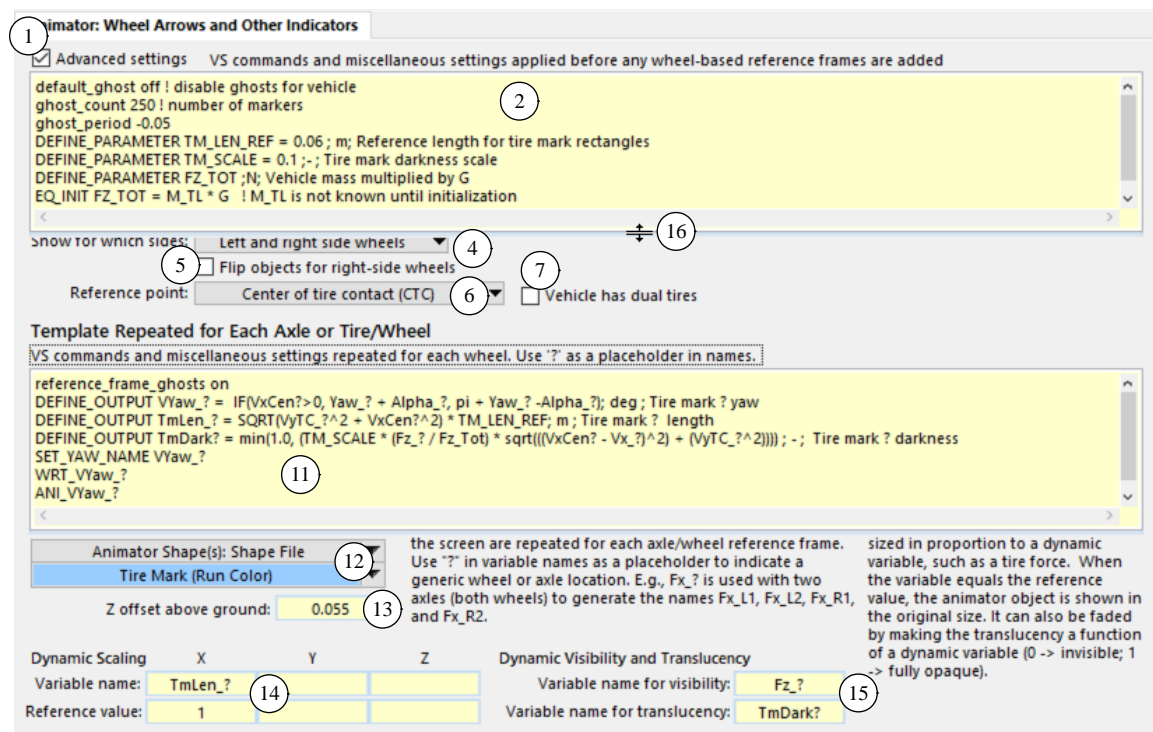 Animator: Wheel Arrows and Other Indicators
1
Advanced settings VS commands and miscellaneous settings applied before any wheel-based reference frames are added
default_ghost off ! disable ghosts for vehicle
2
ghost_count 250 ! number of markers
ghost_period -0.05
DEFINE_PARAMETER TM_LEN_REF = 0.06 ; m; Reference length for tire mark rectangles
DEFINE_PARAMETER TM_SCALE = 0.1 ;- ; Tire mark darkness scale
DEFINE_PARAMETER FZ_TOT ;N; Vehicle mass multiplied by G
EQ_INIT FZ_TOT = M_TL * G ! M_TL is not known until initialization
16
Show for which sides: Left and right side wheels 4
5 Flip objects for right-side wheels 7
Reference point: Center of tire contact (CTC) 6 Vehicle has dual tires
Template Repeated for Each Axle or Tire/Wheel
VS commands and miscellaneous settings repeated for each wheel. Use '?' as a placeholder in names.
reference_frame_ghosts on
DEFINE_OUTPUT VYaw_? = IF(VxCen?>0, Yaw_? + Alpha_?, pi + Yaw_? -Alpha_?); deg ; Tire mark ? yaw
DEFINE_OUTPUT TmLen_? = SQRT(VyTC_?^2 + VxCen?^2) * TM_LEN_REF; m ; Tire mark ? length
DEFINE_OUTPUT TmDark? = min(1.0, (TM_SCALE * (Fz_? / Fz_Tot) * sqrt(((VxCen? - Vx_?)^2) + (VyTC_?^2)))) ; - ; Tire mark ? darkness
SET_YAW_NAME VYaw_?
WRT_VYaw_?
11
ANI_VYaw_?
Animator Shape(s): Shape File
12
Tire Mark (Run Color)
Z offset above ground: 0.055 13
the screen are repeated for each axle/wheel reference frame.
Use "?" in variable names as a placeholder to indicate a
generic wheel or axle location. E.g., Fx_? is used with two
axles (both wheels) to generate the names Fx_L1, Fx_L2, Fx_R1,
and Fx_R2.
sized in proportion to a dynamic
variable, such as a tire force. When
the variable equals the reference
value, the animator object is shown in
the original size. It can also be faded
by making the translucency a function
of a dynamic variable (0 -> invisible; 1
-> fully opaque).
Dynamic Scaling X Y Z
Variable name: TmLen_?
14
Reference value: 1
Dynamic Visibility and Translucency
Variable name for visibility: Fz_?
15
Variable name for translucency: TmDark?